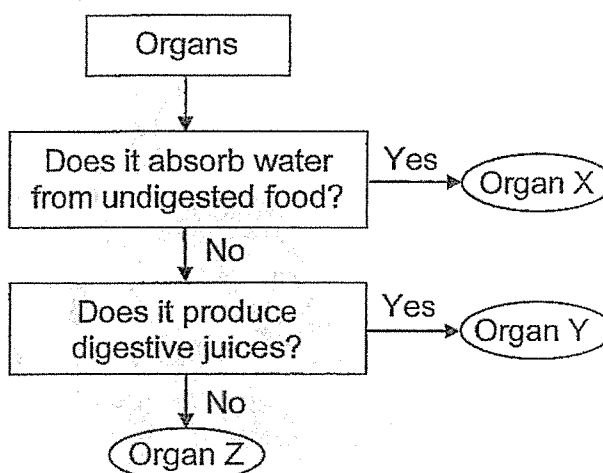 Organs
Does it absorb water
from undigested food?
Yes
Organ X
No
Does it produce
digestive juices?
Yes
Organ Y
No
Organ Z